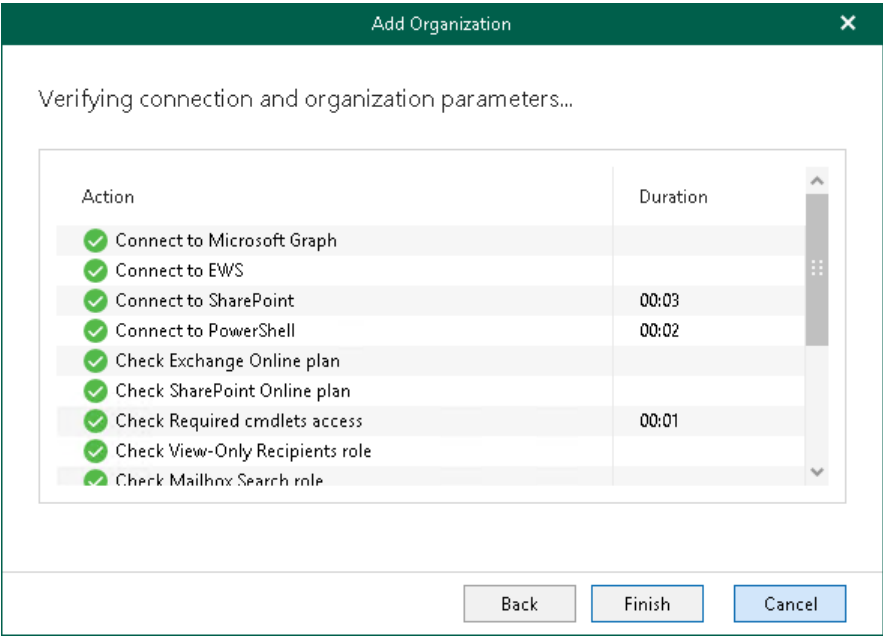 Add Organization
Verifying connection and organization parameters...
Action Duration
Connect to Microsoft Graph
Connect to EWS
Connect to SharePoint 00:03
Connect to PowerShell 00:02
Check Exchange Online plan
Check SharePoint Online plan
Check Required cmdlets access 00:01
Check View-Only Recipients role
Check Mailbox Search role
Back Finish Cancel